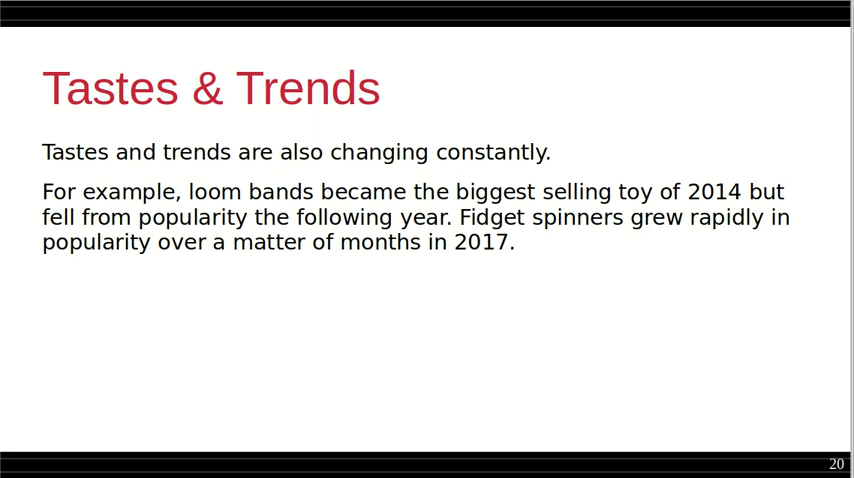 Tastes & Trends
Tastes and trends are also changing constantly.
For example, loom bands became the biggest selling toy of 2014 but
fell from popularity the following year. Fidget spinners grew rapidly in
popularity over a matter of months in 2017.
20